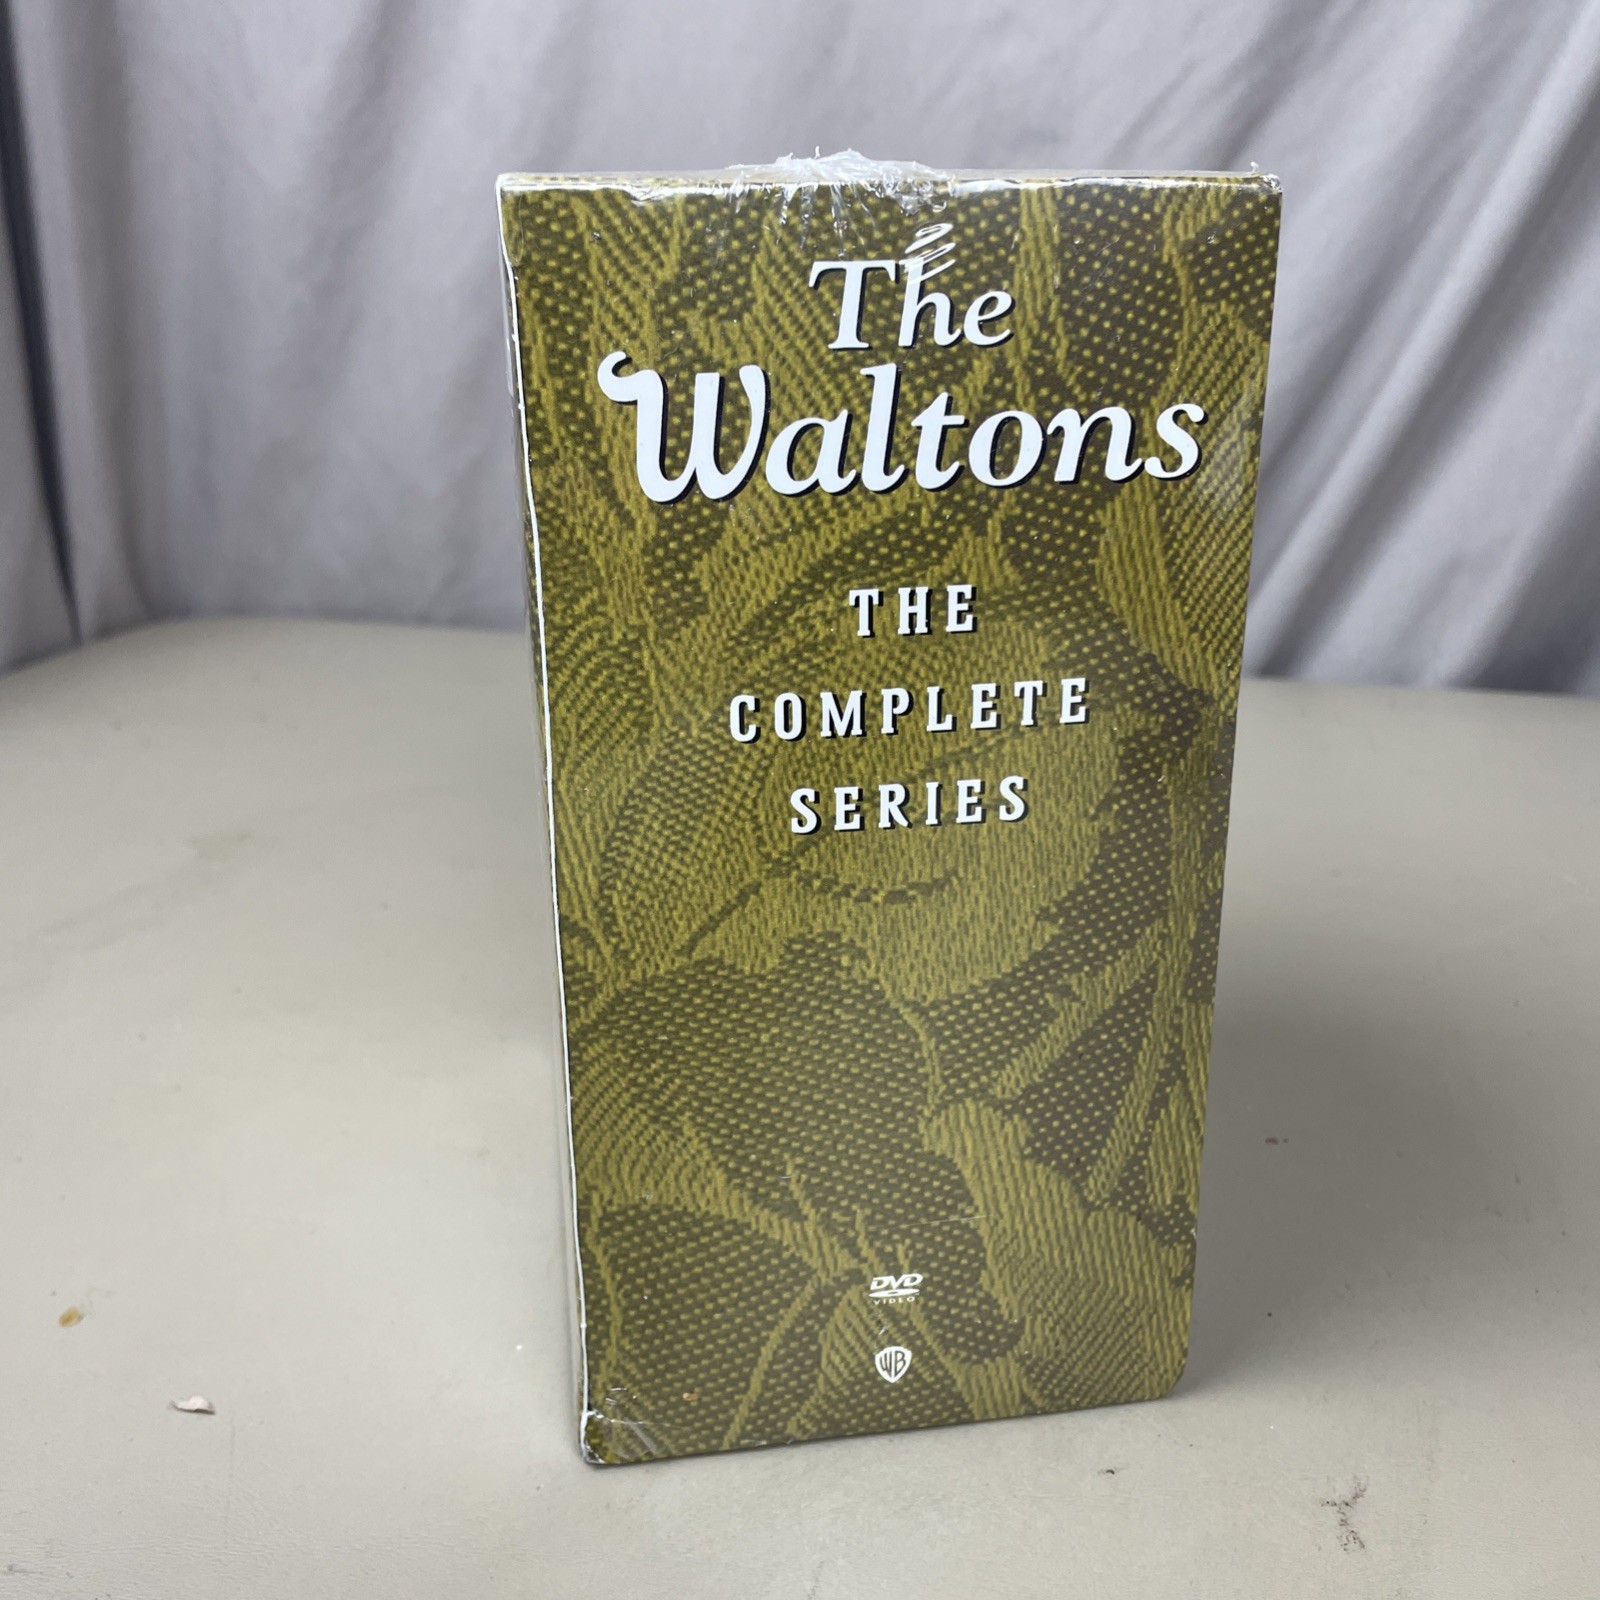 The
Waltons
THE
COMPLETE
SERIES
DVD
VIDEO
WB